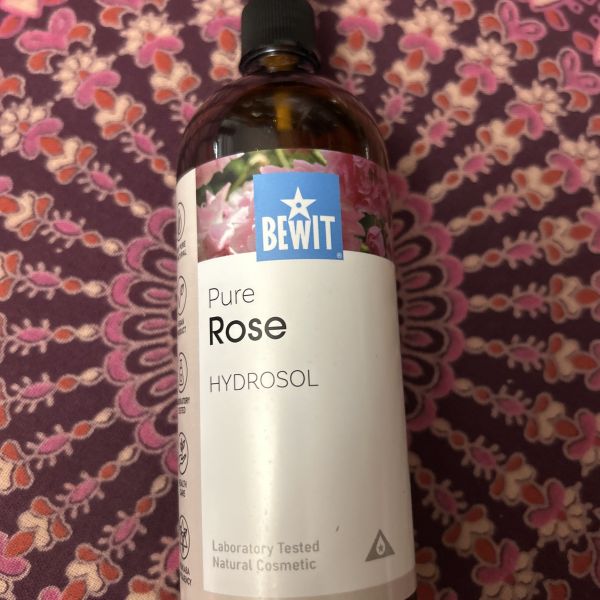 BEWIT
®
Pure
Rose
HYDROSOL
Laboratory Tested
Natural Cosmetic